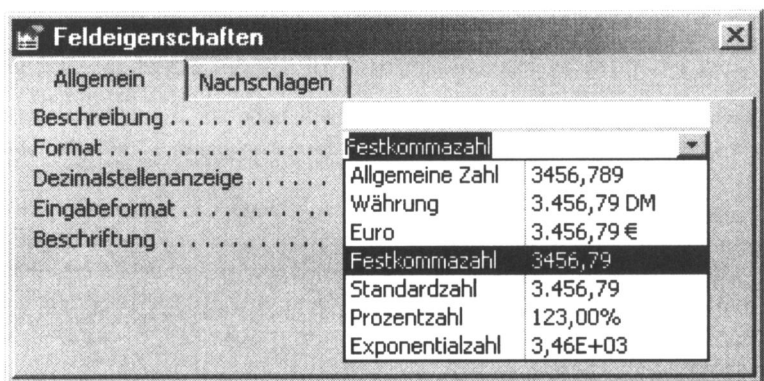 Feldeigenschaften
Allgemein Nachschlagen
Beschreibung . . . . . . . . . . . .
Format . . . . . . . . . . . . . . . . Festkommazahl
Dezimalstellenanzeige . . . . . . Allgemeine Zahl 3456,789
Eingabeformat . . . . . . . . . . . Währung 3.456,79 DM
Beschriftung . . . . . . . . . . . . Euro 3.456,79 €
Festkommazahl 3456,79
Standardzahl 3.456,79
Prozentzahl 123,00%
Exponentialzahl 3,46E+03